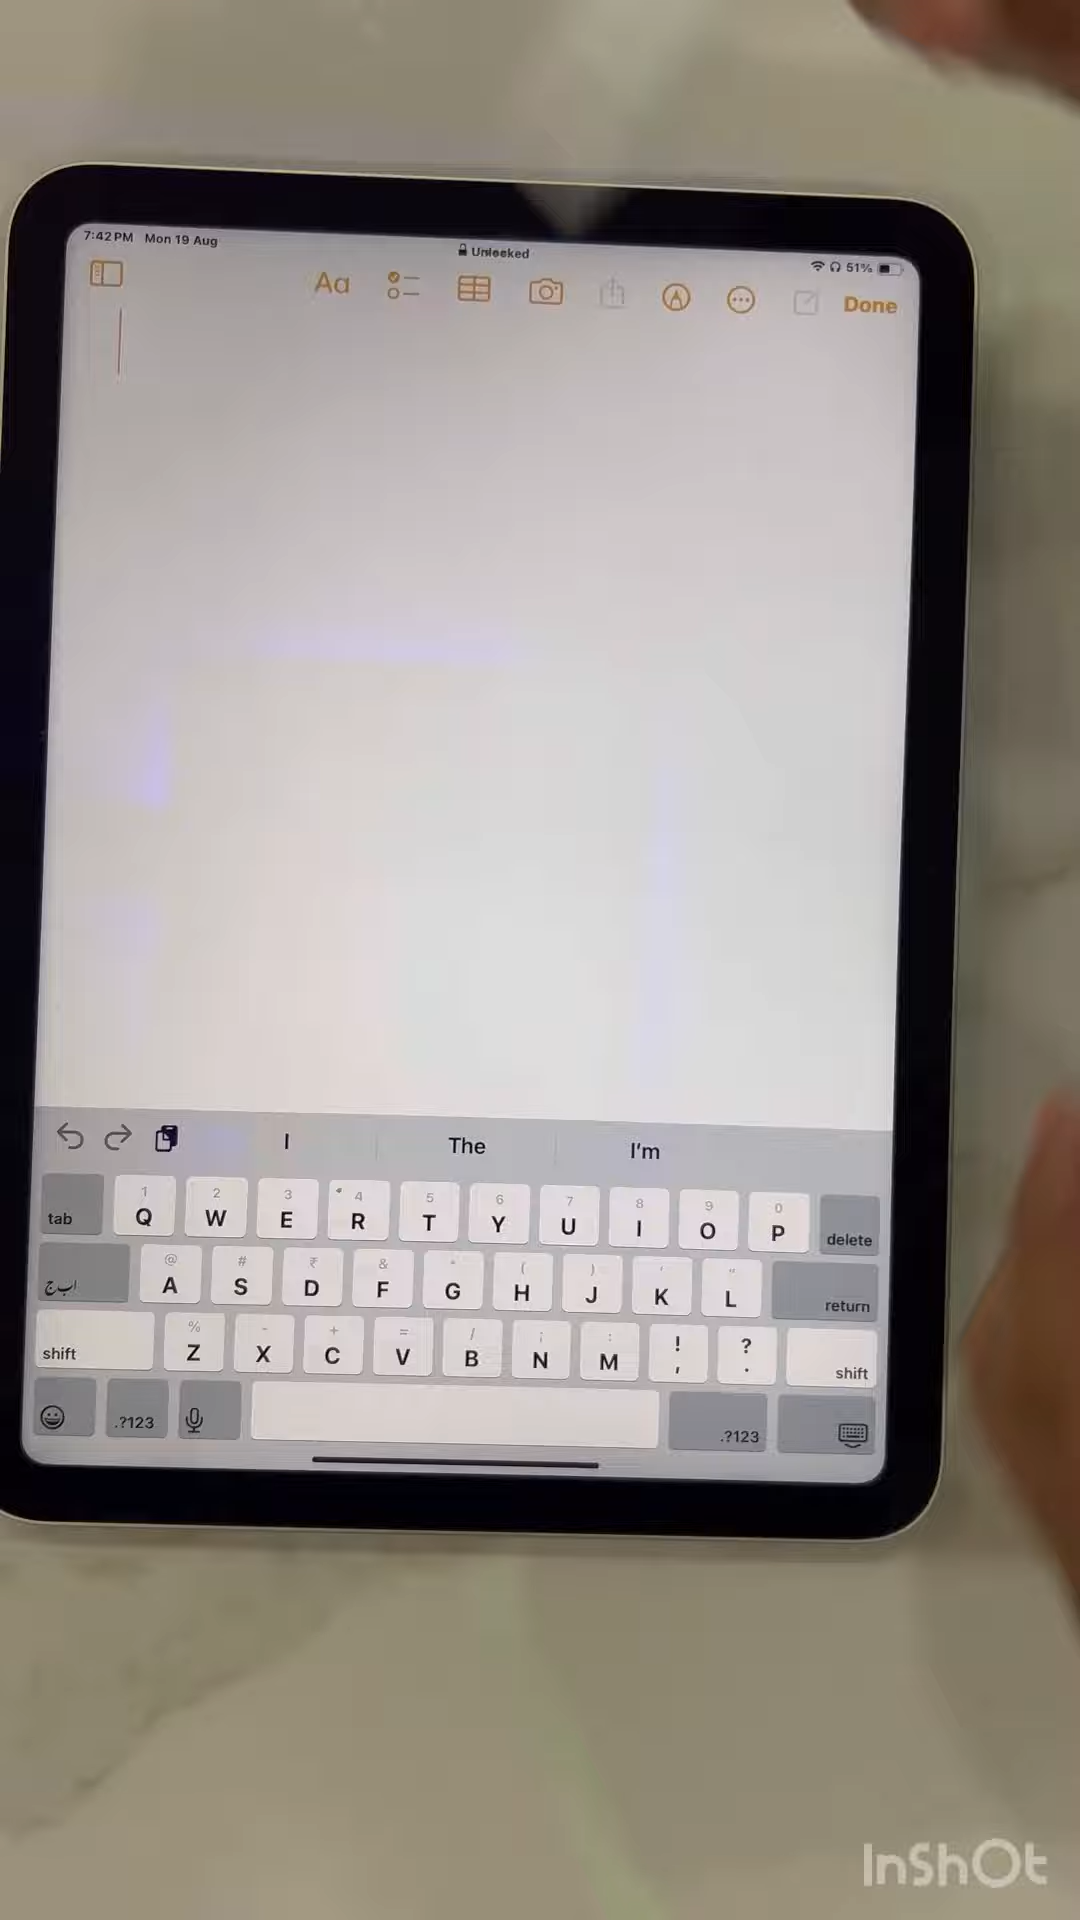 7:42 PM Mon 19 Aug
Unlocked
51%
Aa
Done
I The I'm
1 2 3 4 5 6 7 8 9 0
tab Q W E R T Y U I O P delete
@ # ₹ & * ( ) ' "
ا ب ج A S D F G H J K L return
% - + = / ; : ! ?
shift Z X C V B N M , . shift
.?123 .?123
InShOt